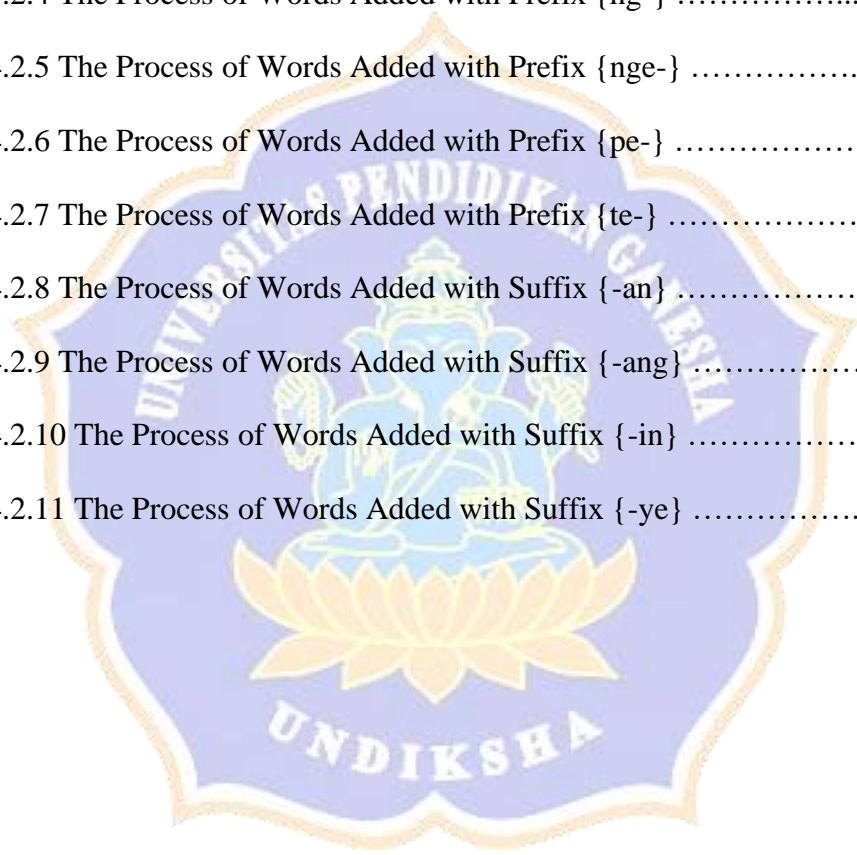 .2.4 The Process of Words Added with Prefix {ng-} ……………...
.2.5 The Process of Words Added with Prefix {nge-} …………….
.2.6 The Process of Words Added with Prefix {pe-} ………………
.2.7 The Process of Words Added with Prefix {te-} ……………….
.2.8 The Process of Words Added with Suffix {-an} ………………
.2.9 The Process of Words Added with Suffix {-ang} ……………
.2.10 The Process of Words Added with Suffix {-in} ………………
.2.11 The Process of Words Added with Suffix {-ye} …………….
UNIVERSITAS PENDIDIKAN GANESHA
UNDIKSHA